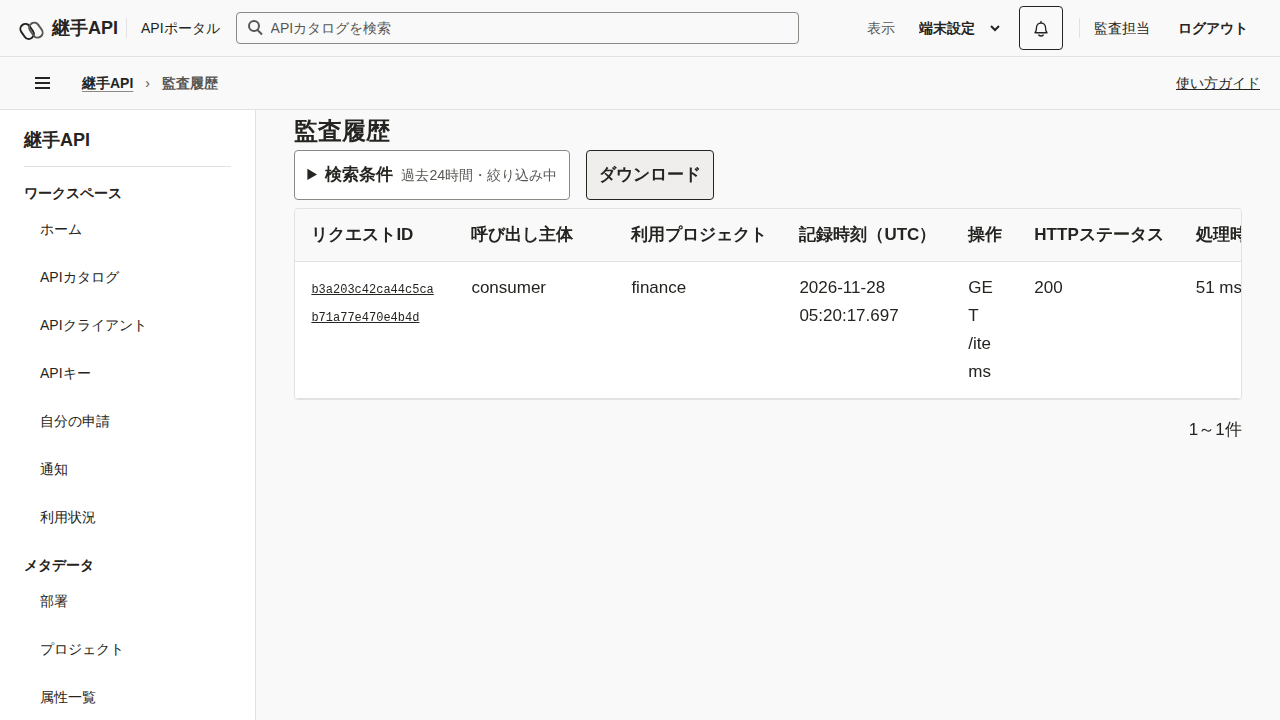 継手API
APIポータル
APIカタログを検索
表示
端末設定
監査担当
ログアウト
継手API › 監査履歴
使い方ガイド
継手API
ワークスペース
ホーム
APIカタログ
APIクライアント
APIキー
自分の申請
通知
利用状況
メタデータ
部署
プロジェクト
属性一覧
監査履歴
検索条件 過去24時間・絞り込み中
ダウンロード
リクエストID 呼び出し主体 利用プロジェクト 記録時刻（UTC） 操作 HTTPステータス 処理時
b3a203c42ca44c5ca consumer finance 2026-11-28 GE 200 51 ms
b71a77e470e4b4d 05:20:17.697 T
/ite
ms
1～1件